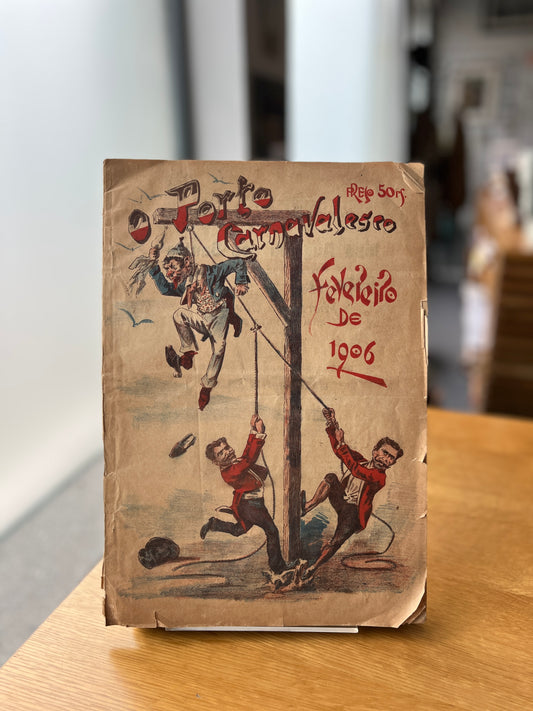 O Porto
Carnavalesco
PREÇO 50 rs.
Fevereiro
DE
1906